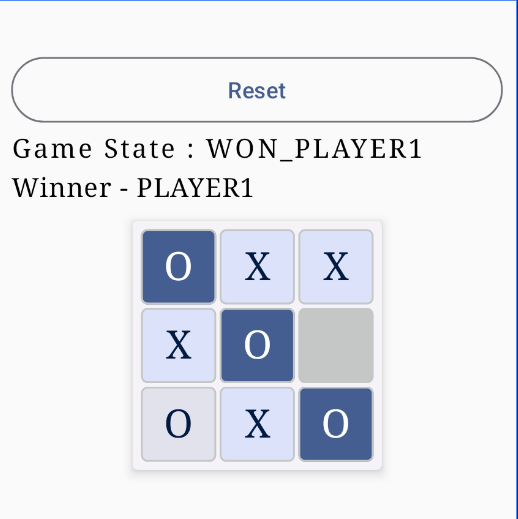 Reset
Game State : WON_PLAYER1
Winner - PLAYER1
O X X
X O
O X O